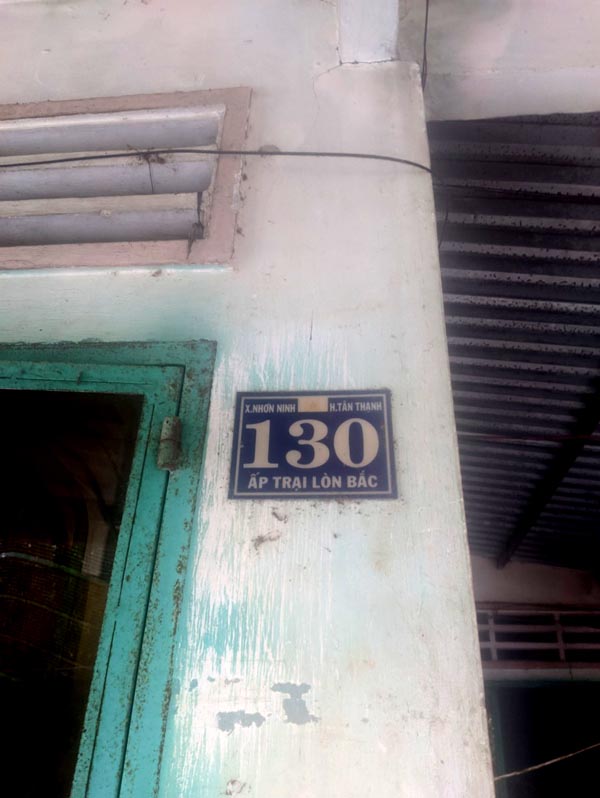 X.NHƠN NINH H.TÂN THẠNH
130
ẤP TRẠI LÒN BẮC